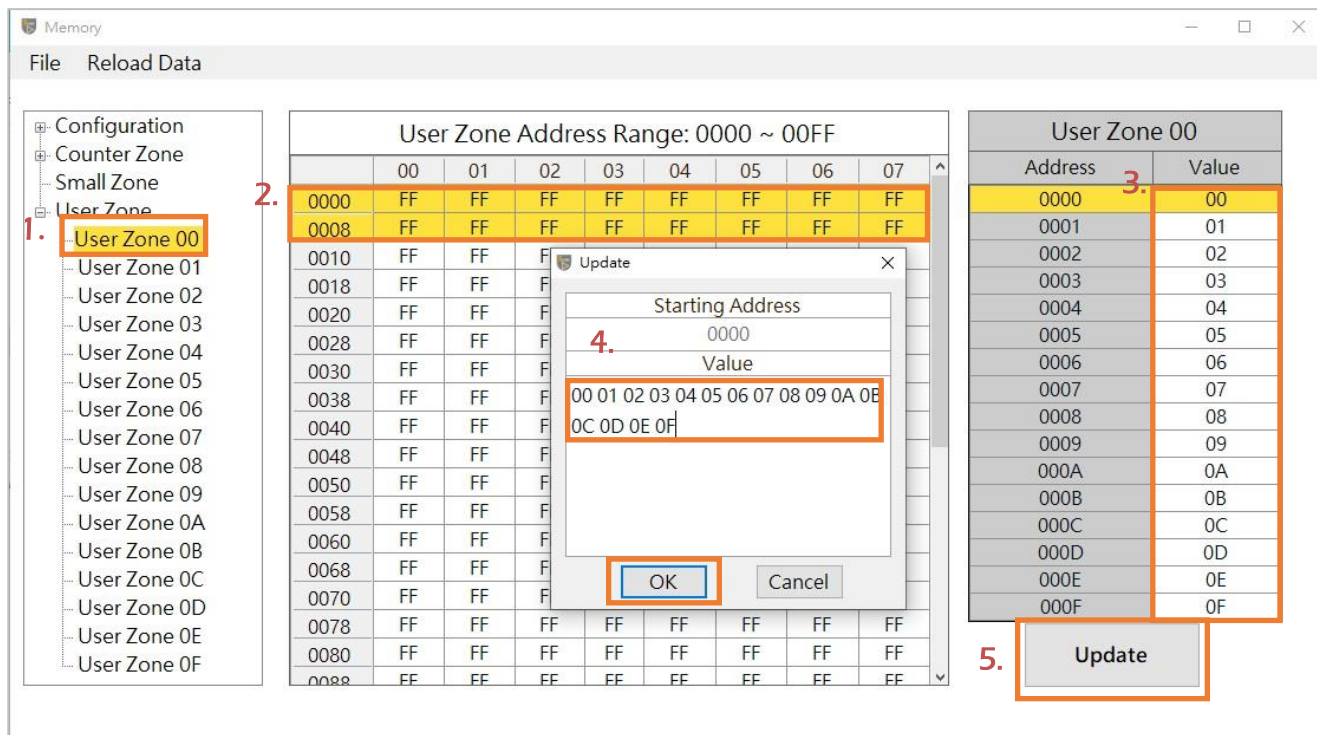 Memory
File Reload Data
Configuration
Counter Zone
Small Zone
User Zone
1. User Zone 00
User Zone 01
User Zone 02
User Zone 03
User Zone 04
User Zone 05
User Zone 06
User Zone 07
User Zone 08
User Zone 09
User Zone 0A
User Zone 0B
User Zone 0C
User Zone 0D
User Zone 0E
User Zone 0F
User Zone Address Range: 0000 ~ 00FF
00 01 02 03 04 05 06 07
2. 0000 FF FF FF FF FF FF FF FF
0008 FF FF FF FF FF FF FF FF
0010 FF FF F
0018 FF FF F
0020 FF FF F
0028 FF FF F
0030 FF FF F
0038 FF FF F
0040 FF FF F
0048 FF FF F
0050 FF FF F
0058 FF FF F
0060 FF FF F
0068 FF FF F
0070 FF FF F
0078 FF FF FF FF FF FF FF FF
0080 FF FF FF FF FF FF FF FF
0088 FF FF FF FF FF FF FF FF
Update
Starting Address
0000
4.
Value
00 01 02 03 04 05 06 07 08 09 0A 0B
0C 0D 0E 0F
OK Cancel
User Zone 00
Address Value
3.
0000 00
0001 01
0002 02
0003 03
0004 04
0005 05
0006 06
0007 07
0008 08
0009 09
000A 0A
000B 0B
000C 0C
000D 0D
000E 0E
000F 0F
5. Update